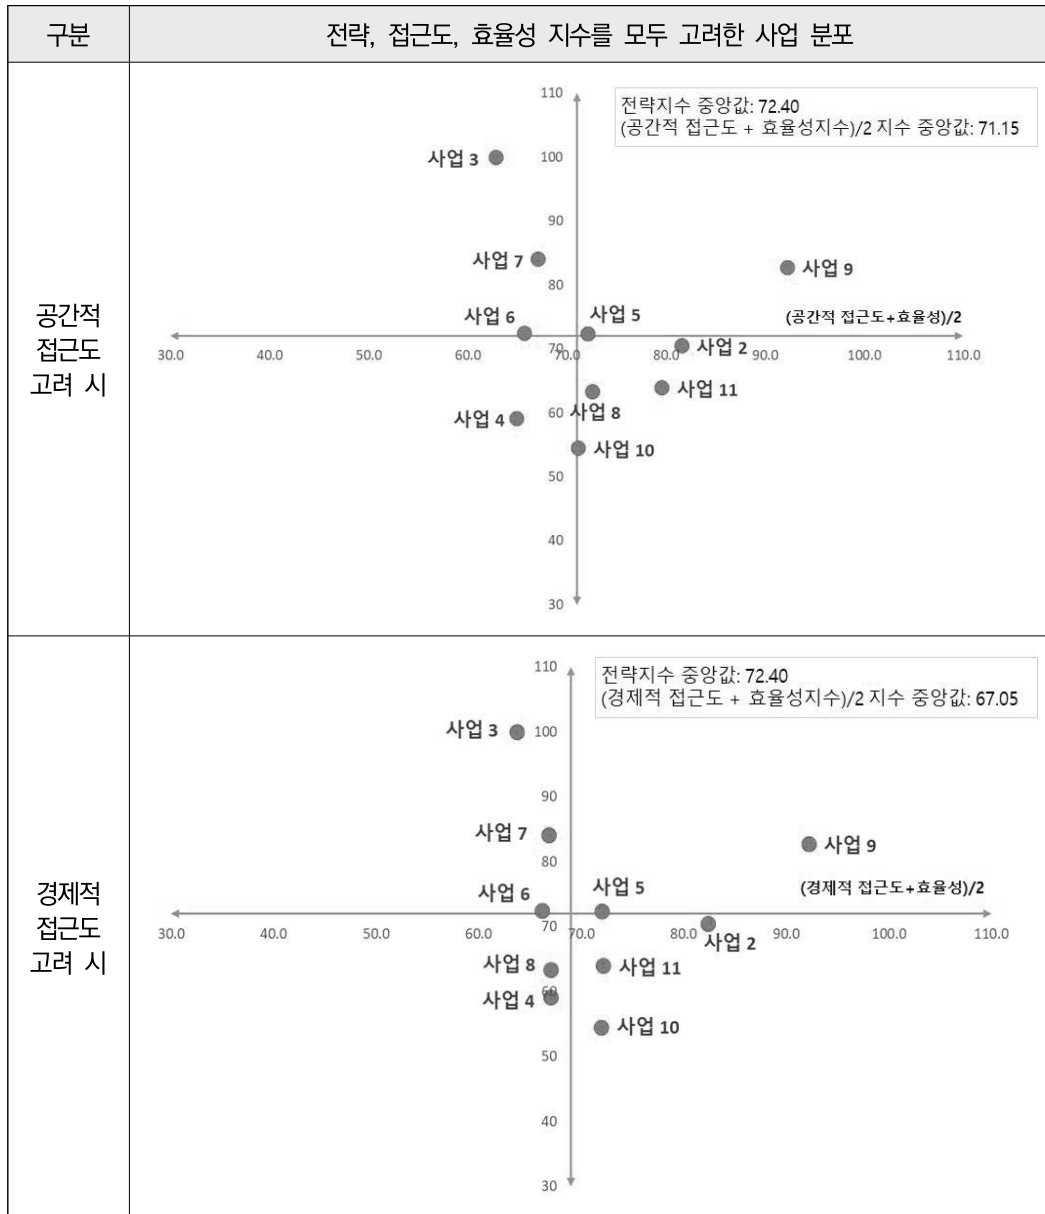 구분
전략, 접근도, 효율성 지수를 모두 고려한 사업 분포
공간적
접근도
고려 시
전략지수 중앙값: 72.40
(공간적 접근도 + 효율성지수)/2 지수 중앙값: 71.15
110
사업 3
100
90
사업 7
사업 9
80
사업 6
사업 5
(공간적 접근도+효율성)/2
70
사업 2
30.0 40.0 50.0 60.0 70.0 80.0 90.0 100.0 110.0
사업 11
사업 4
60
사업 8
사업 10
50
40
30
경제적
접근도
고려 시
전략지수 중앙값: 72.40
(경제적 접근도 + 효율성지수)/2 지수 중앙값: 67.05
110
사업 3
100
90
사업 7
사업 9
80
사업 6
사업 5
(경제적 접근도+효율성)/2
70
30.0 40.0 50.0 60.0 70.0 80.0 90.0 100.0 110.0
사업 2
사업 8
사업 11
60
사업 4
사업 10
50
40
30